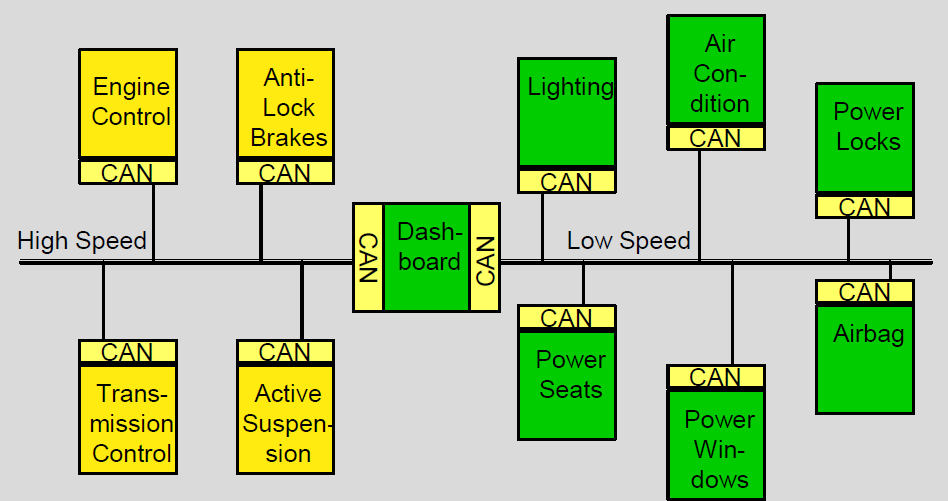 Engine
Control
CAN
Anti-
Lock
Brakes
CAN
Lighting
CAN
Air
Con-
dition
CAN
Power
Locks
CAN
High Speed
CAN
Dash-
board
CAN
Low Speed
CAN
Trans-
mission
Control
CAN
Active
Suspen-
sion
CAN
Power
Seats
CAN
Power
Win-
dows
CAN
Airbag